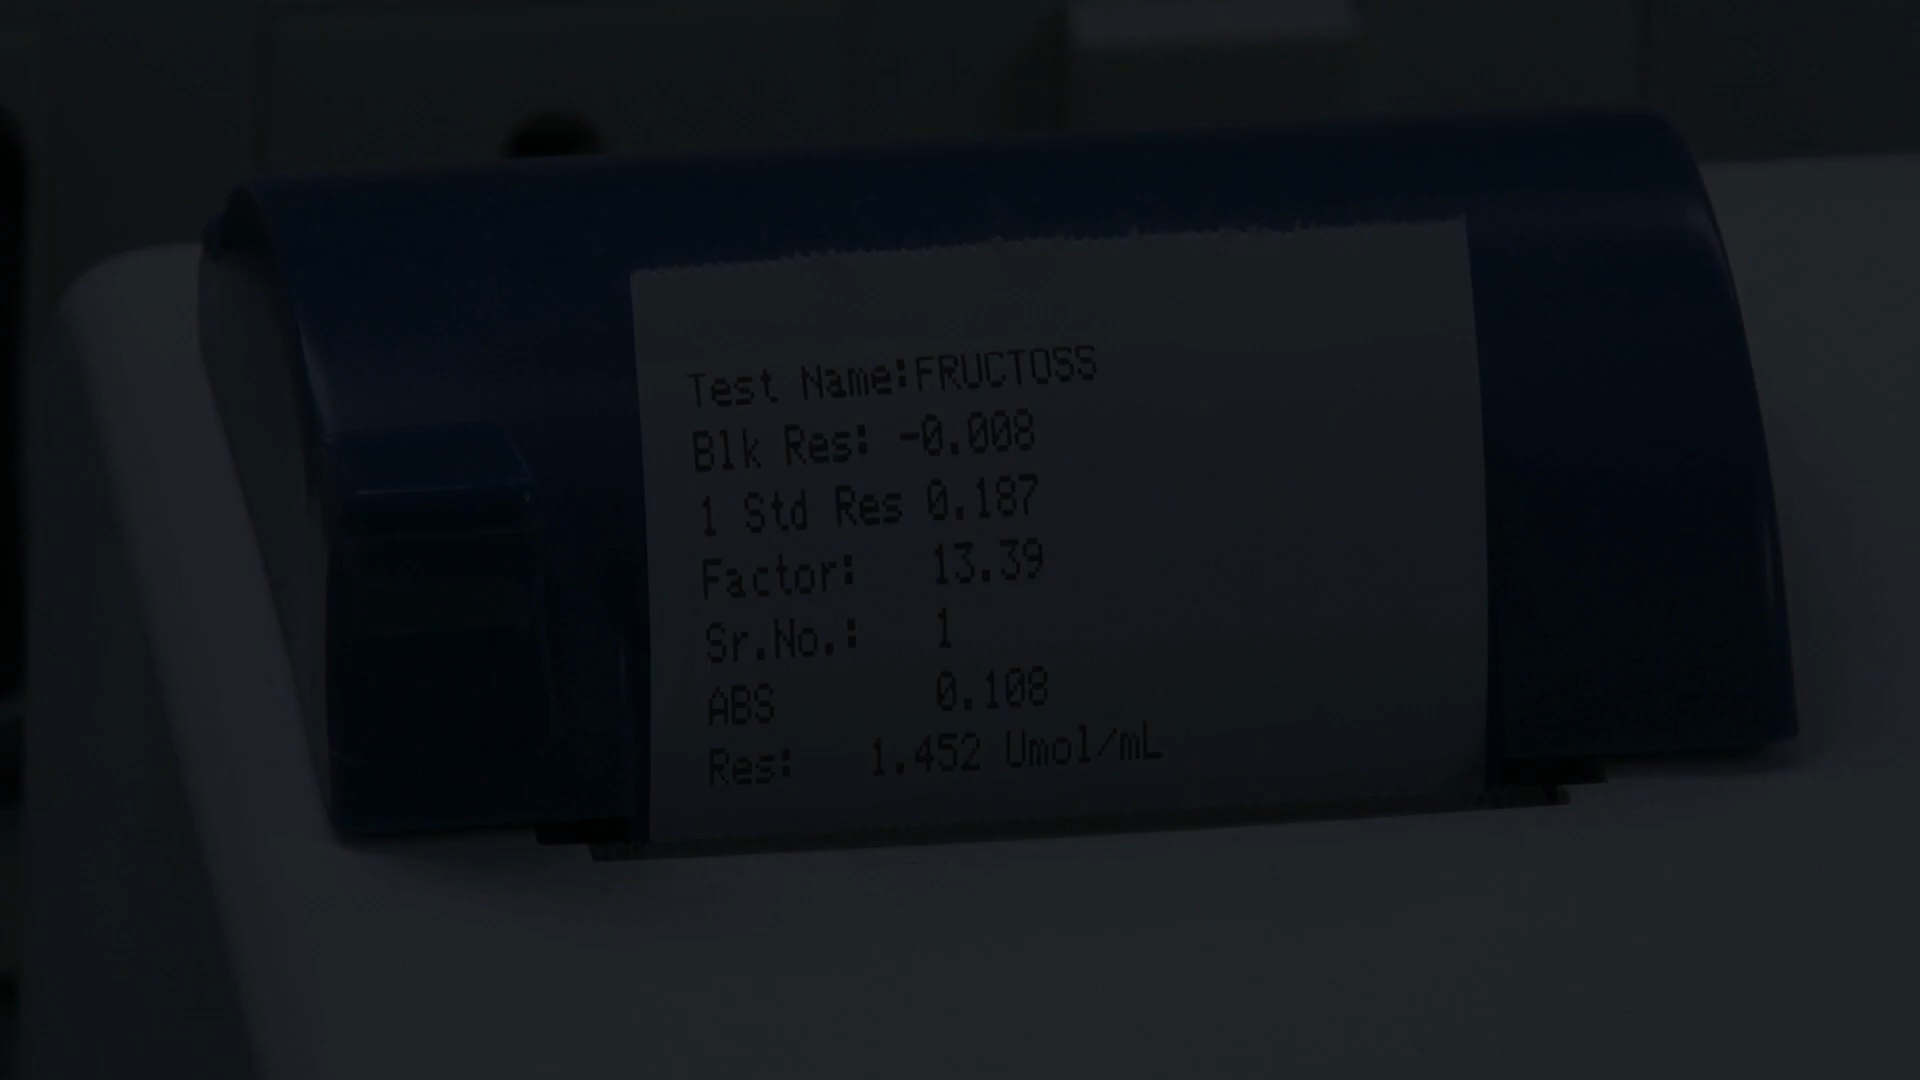 Test Name:FRUCTOS5
Blk Res: -0.008
1 Std Res 0.187
Factor: 13.39
Sr.No.: 1
ABS 0.108
Res: 1.452 Umol/mL